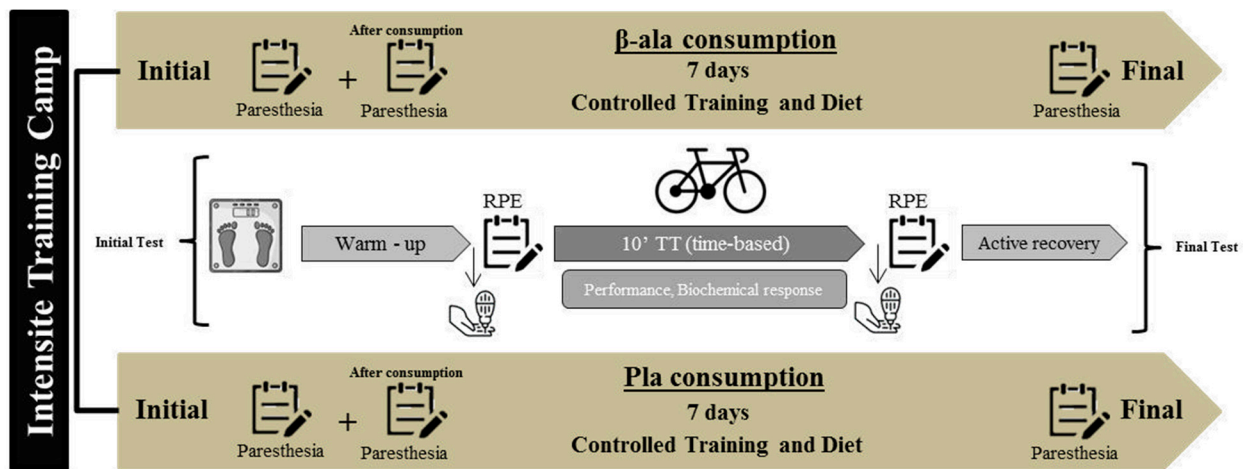 Intensite Training Camp
Initial
Paresthesia
+
After consumption
Paresthesia
β-ala consumption
7 days
Controlled Training and Diet
Paresthesia
Final
Initial Test
Warm - up
RPE
10’ TT (time-based)
Performance, Biochemical response
RPE
Active recovery
Final Test
Initial
Paresthesia
+
After consumption
Paresthesia
Pla consumption
7 days
Controlled Training and Diet
Paresthesia
Final